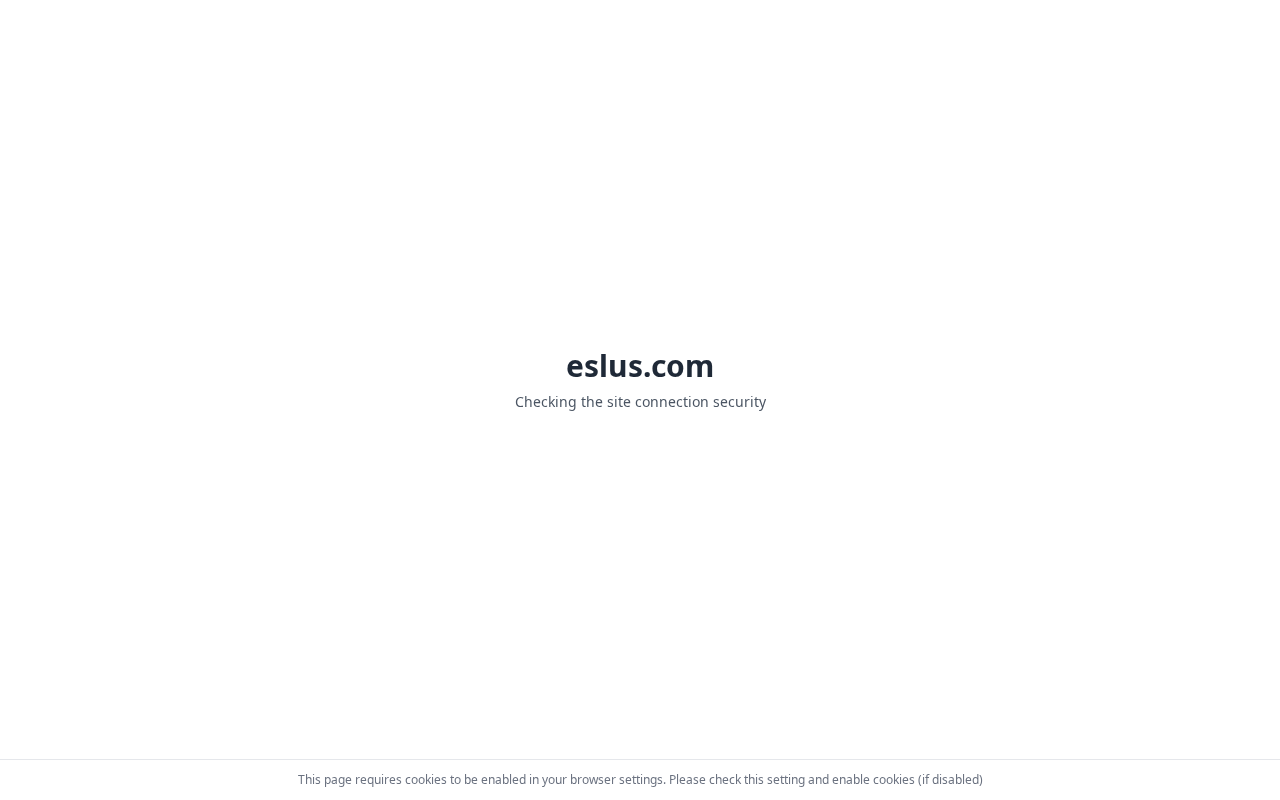 eslus.com
Checking the site connection security
This page requires cookies to be enabled in your browser settings. Please check this setting and enable cookies (if disabled)